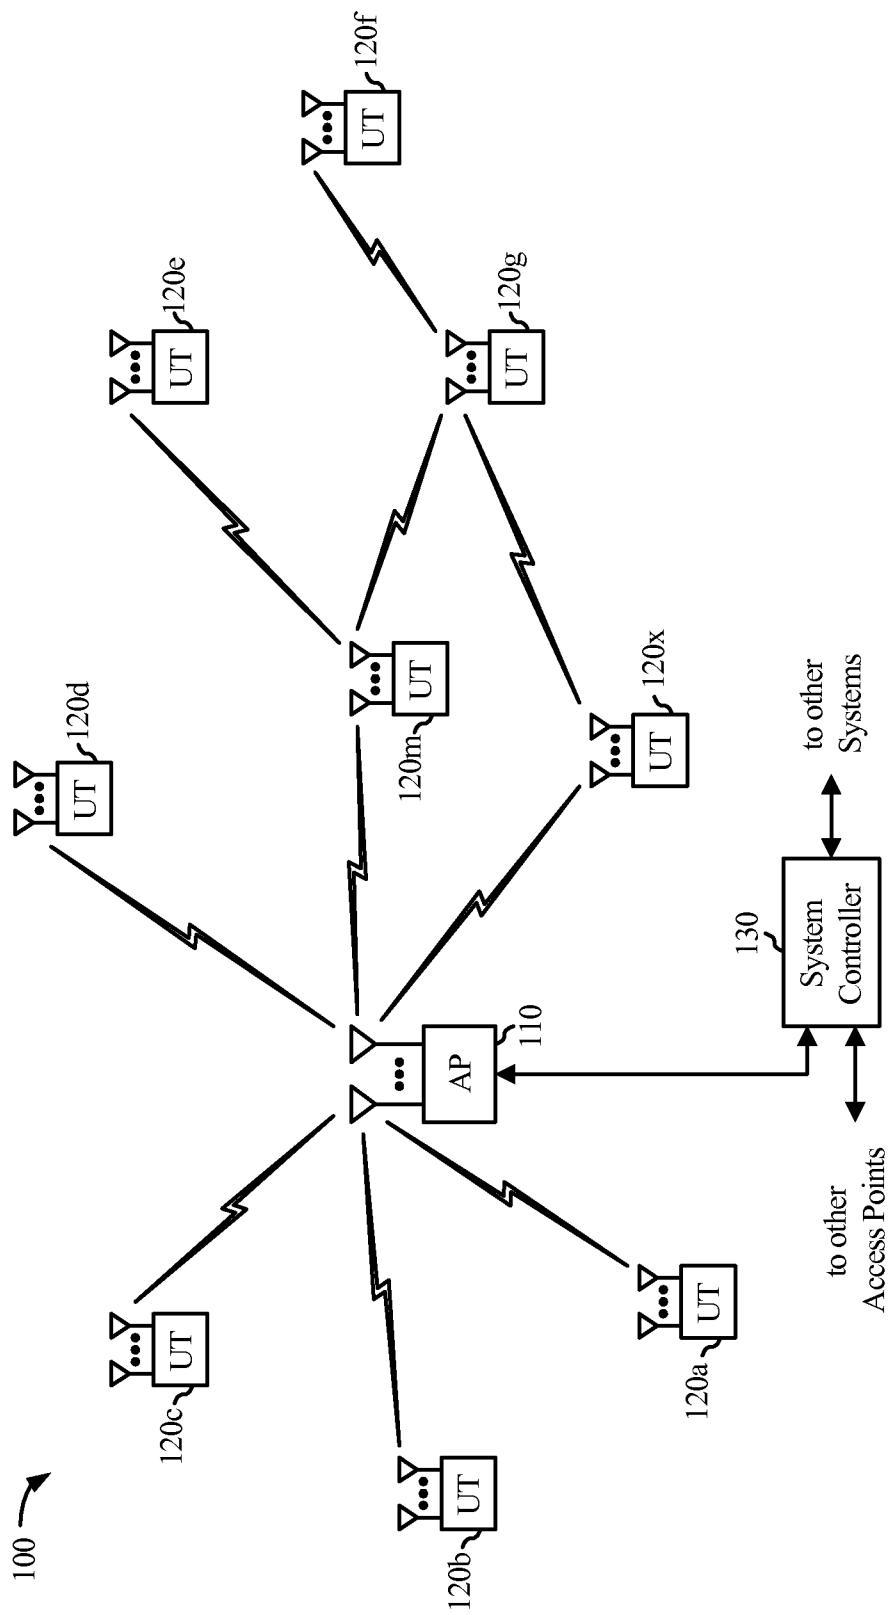 100
120c
UT
120b
UT
120a
UT
AP
110
120d
UT
120m
UT
120e
UT
120f
UT
120g
UT
120x
UT
130
System
Controller
to other
Access Points
to other
Systems